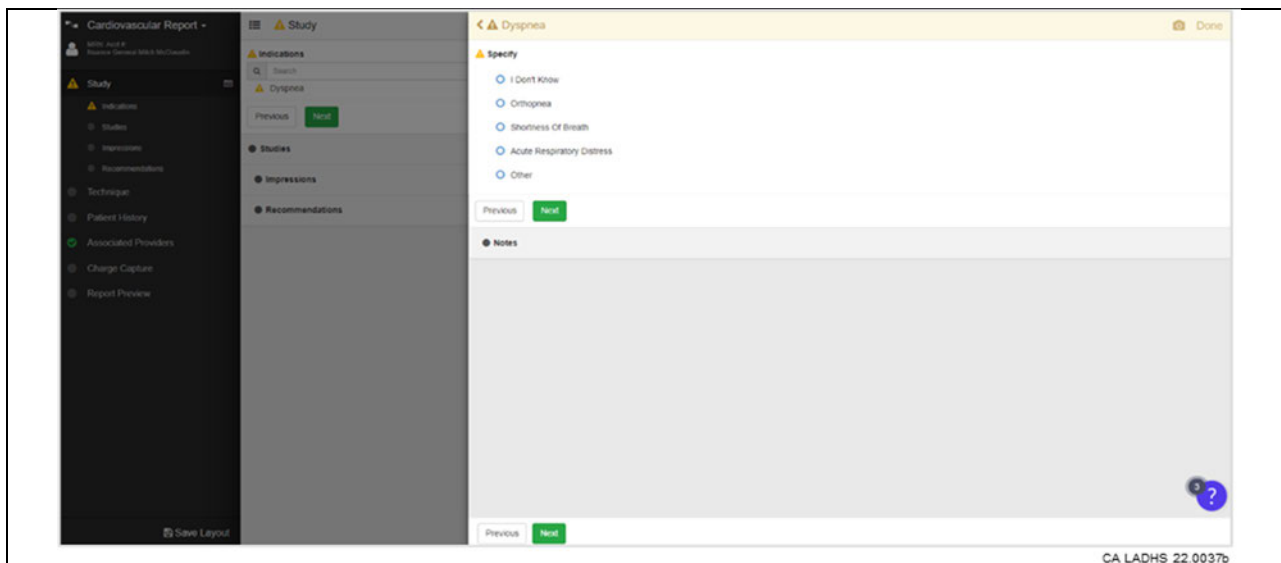 Cardiovascular Report
Study
Indications
Studies
Impressions
Recommendations
Technique
Patient History
Associated Providers
Charge Capture
Report Preview
Save Layout
Study
Indications
Search
Dyspnea
Previous Next
Studies
Impressions
Recommendations
Dyspnea
Done
Specify
I Don't Know
Orthopnea
Shortness Of Breath
Acute Respiratory Distress
Other
Previous Next
Notes
3
?
Previous Next
CA LADHS 22.0037b